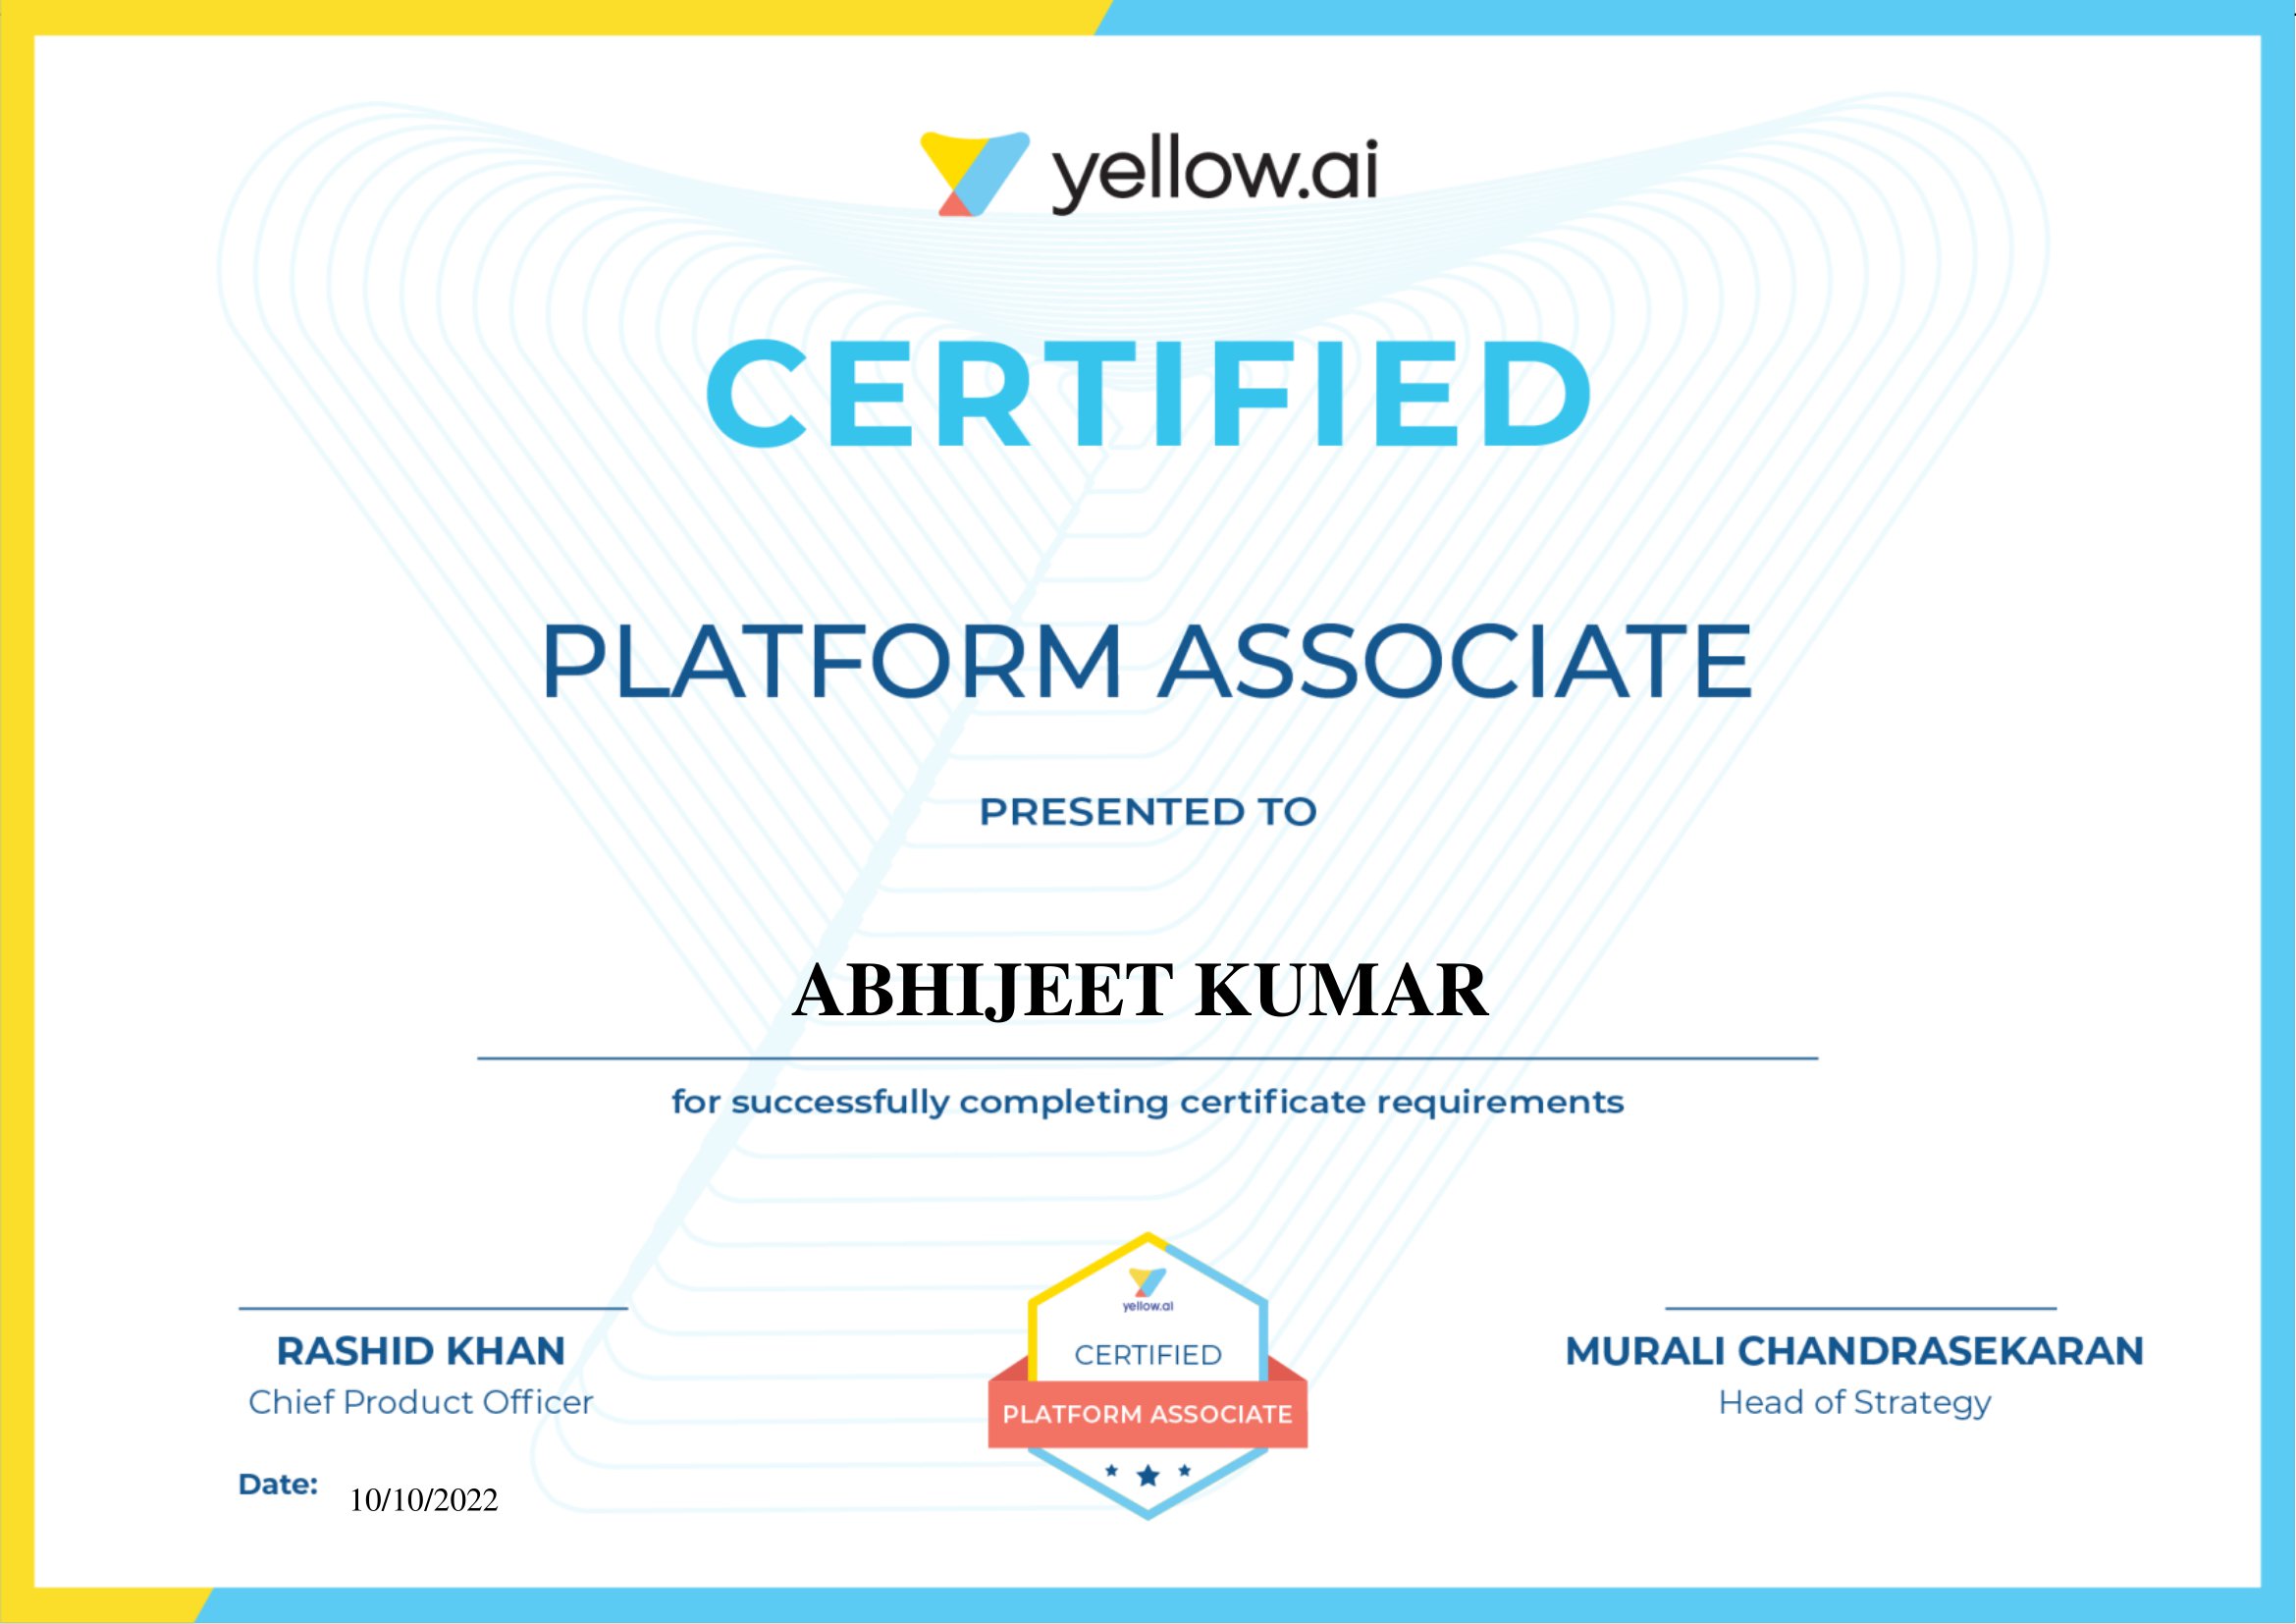 yellow.ai
CERTIFIED
PLATFORM ASSOCIATE
PRESENTED TO
ABHIJEET KUMAR
for successfully completing certificate requirements
RASHID KHAN
Chief Product Officer
Date: 10/10/2022
yellow.ai
CERTIFIED
PLATFORM ASSOCIATE
MURALI CHANDRASEKARAN
Head of Strategy